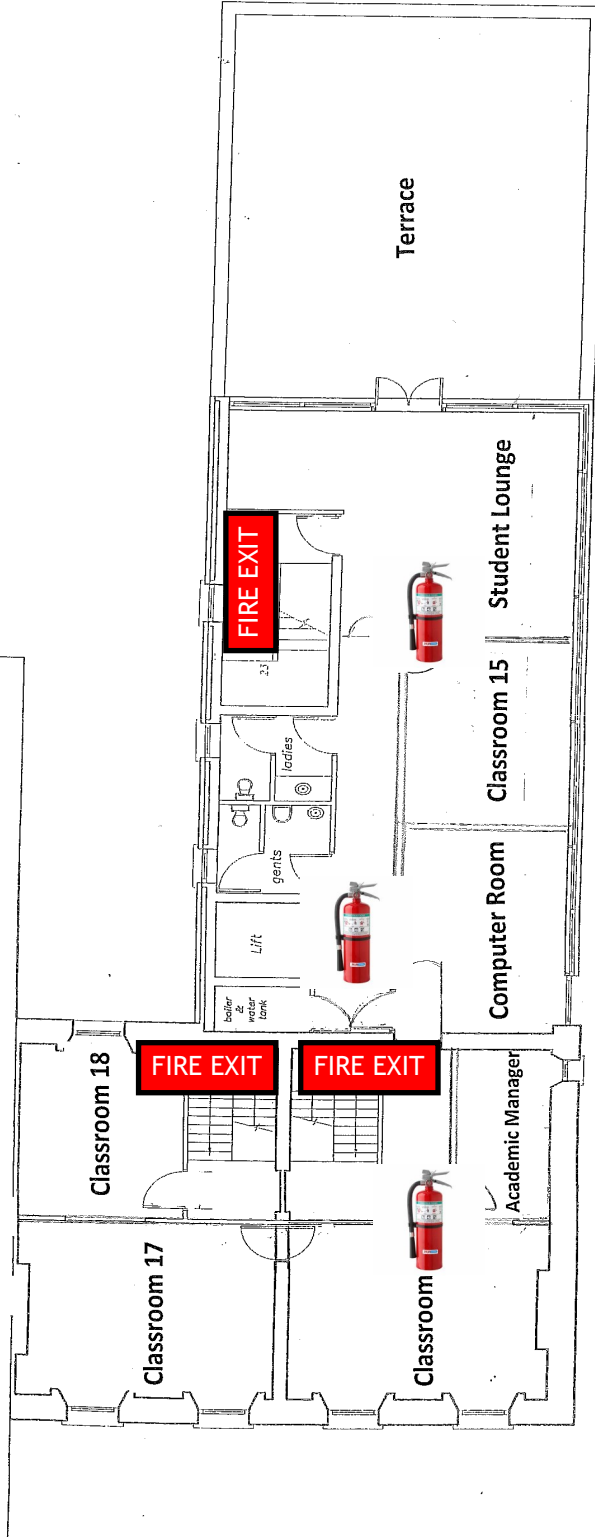 Terrace
Student Lounge
FIRE EXIT
23
Classroom 15
ladies
gents
Computer Room
Lift
boiler
&
water
tank
FIRE EXIT
FIRE EXIT
Classroom 18
Academic Manager
Classroom 17
Classroom